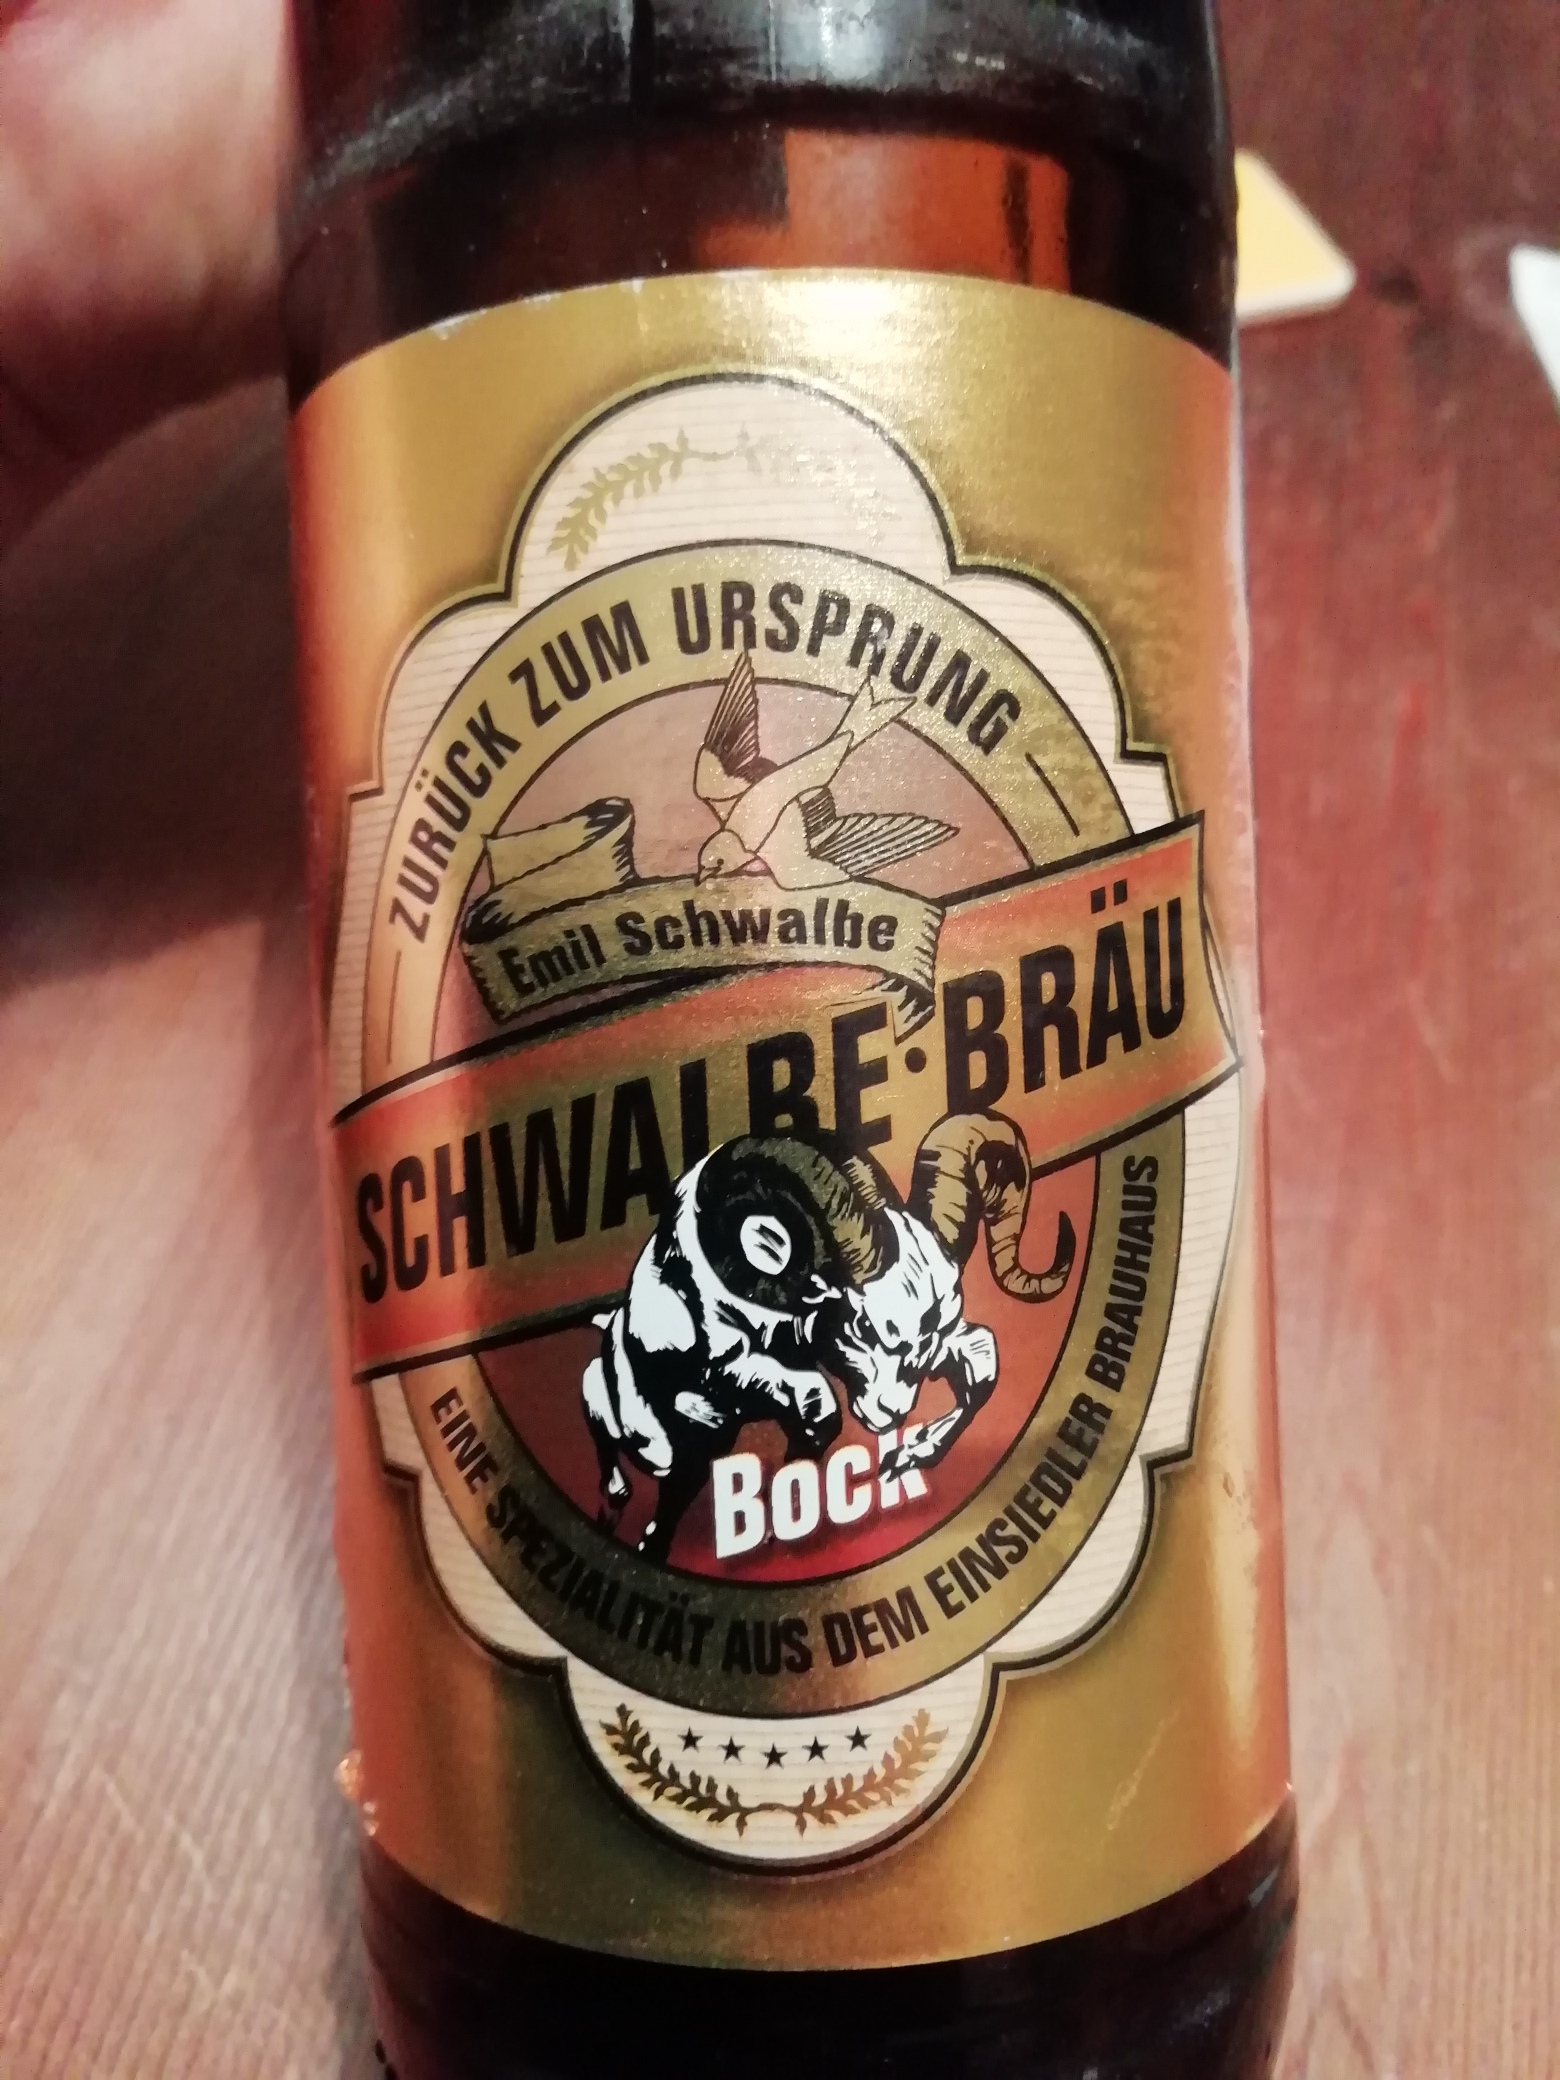 ZURÜCK ZUM URSPRUNG
Emil Schwalbe
SCHWALBE·BRÄU
Bock
EINE SPEZIALITÄT AUS DEM EINSIEDLER BRAUHAUS